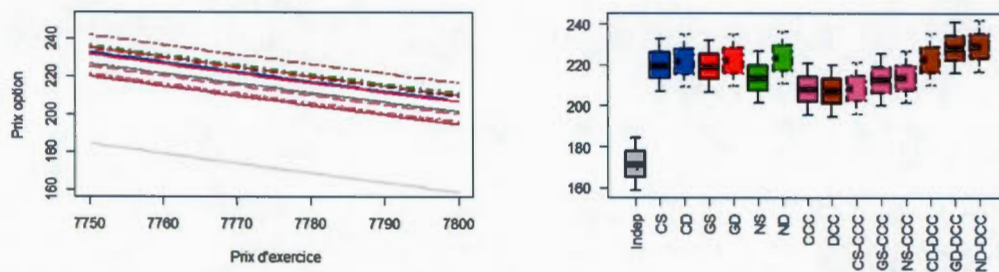 240
220
200
180
160
Prix option
7750
7760
7770
7780
7790
7800
Prix d'exercice
240
220
200
180
160
Indep
CS
CD
GS
GD
NS
ND
CCC
DCC
CS-CCC
GS-CCC
NS-CCC
CD-DCC
GD-DCC
ND-DCC